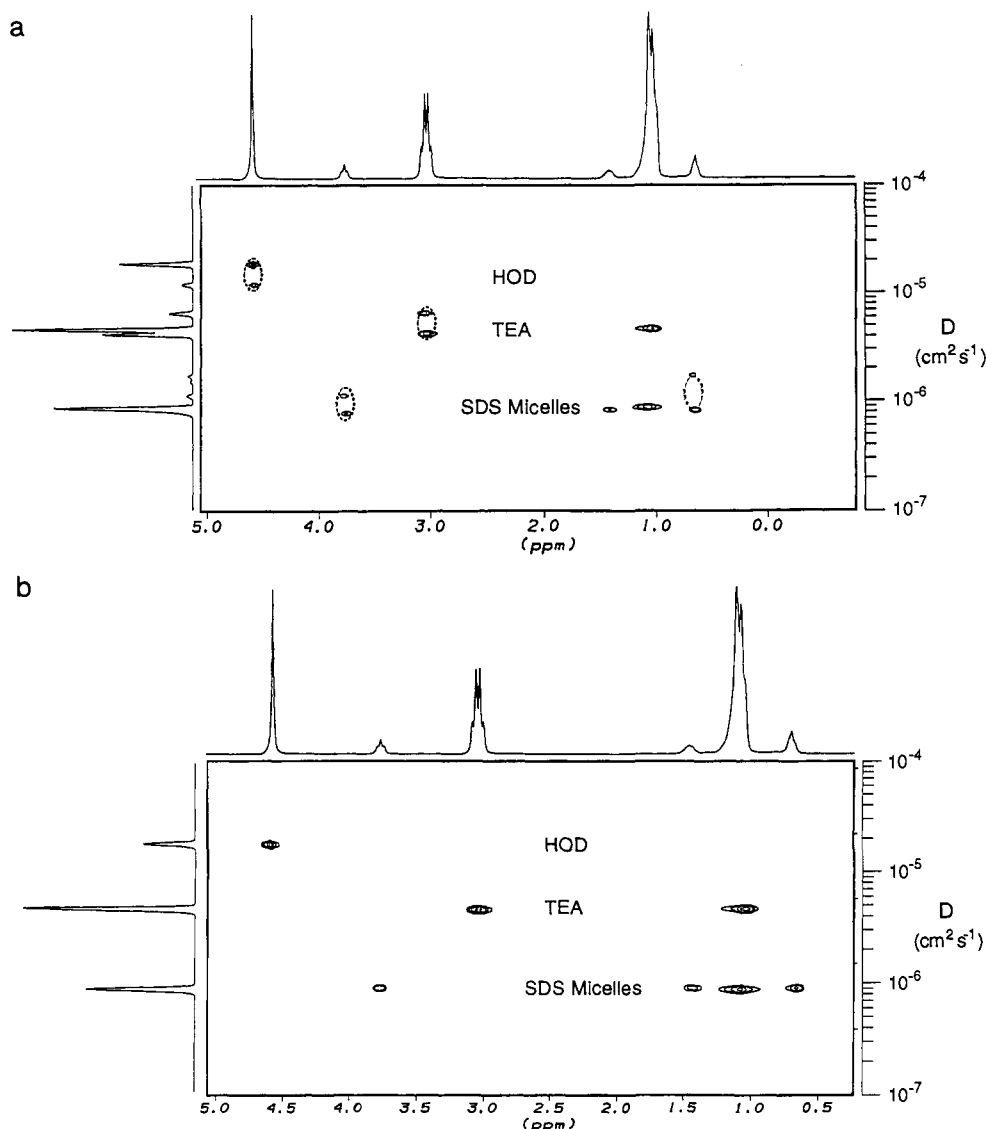 a
10⁻⁴
HOD
10⁻⁵
TEA
D
(cm²s⁻¹)
SDS Micelles
10⁻⁶
10⁻⁷
5.0 4.0 3.0 2.0 1.0 0.0
(ppm)
b
10⁻⁴
HOD
10⁻⁵
TEA
D
(cm²s⁻¹)
SDS Micelles
10⁻⁶
10⁻⁷
5.0 4.5 4.0 3.5 3.0 2.5 2.0 1.5 1.0 0.5
(ppm)